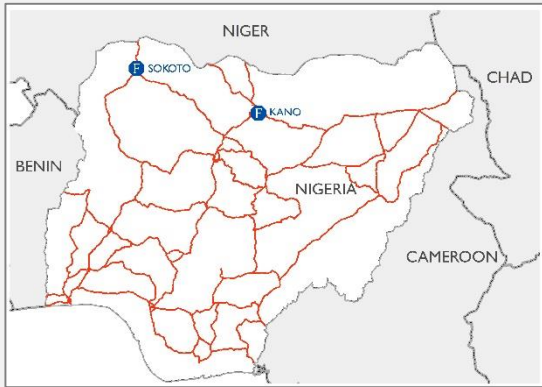 NIGER
F SOKOTO
CHAD
F KANO
BENIN
NIGERIA
CAMEROON